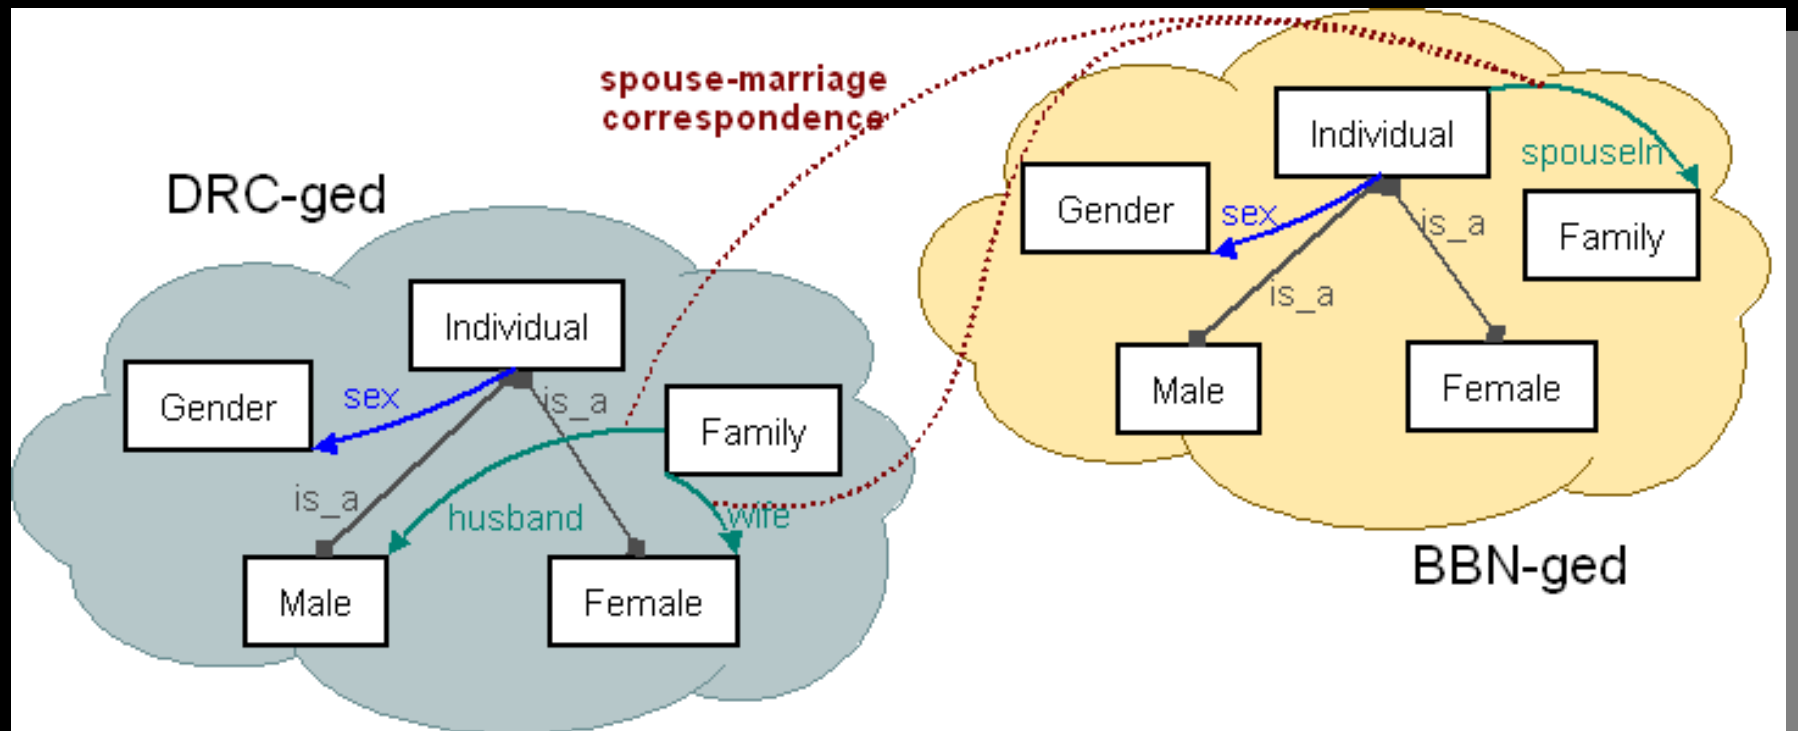 spouse-marriage
correspondence
DRC-ged
Individual
Gender
sex
is_a
Family
is_a
husband
wife
Male
Female
Individual
spouseIn
Gender
sex
is_a
Family
is_a
Male
Female
BBN-ged